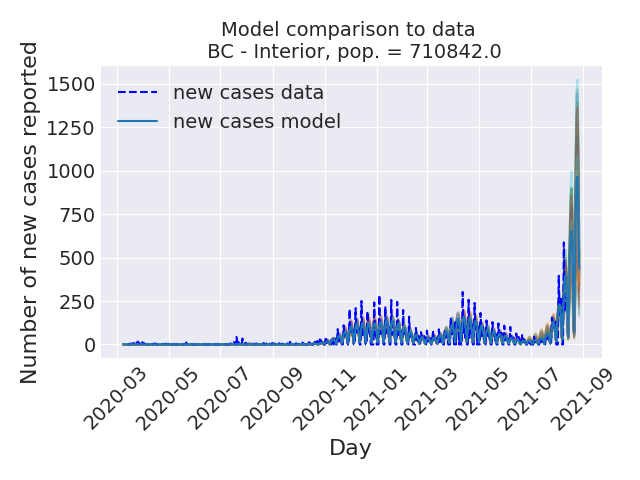 Model comparison to data
BC - Interior, pop. = 710842.0
Number of new cases reported
1500
1250
1000
750
500
250
0
new cases data
new cases model
2020-03
2020-05
2020-07
2020-09
2020-11
2021-01
2021-03
2021-05
2021-07
2021-09
Day